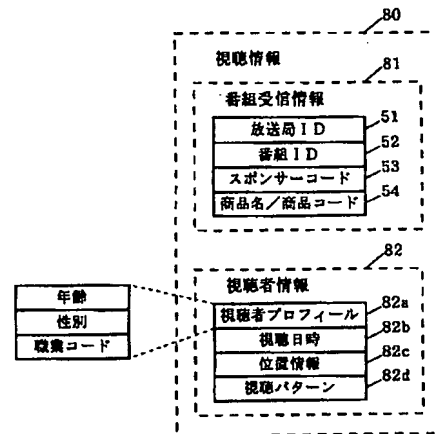 80
視聴情報
81
番組受信情報
放送局ID
51
番組ID
52
スポンサーコード
53
商品名／商品コード
54
82
視聴者情報
視聴者プロフィール
82a
視聴日時
82b
位置情報
82c
視聴パターン
82d
年齢
性別
職業コード